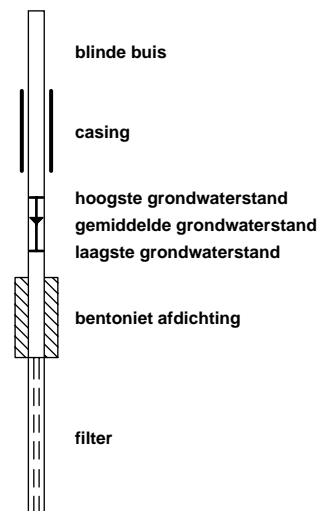 blinde buis
casing
hoogste grondwaterstand
gemiddelde grondwaterstand
laagste grondwaterstand
bentoniet afdichting
filter